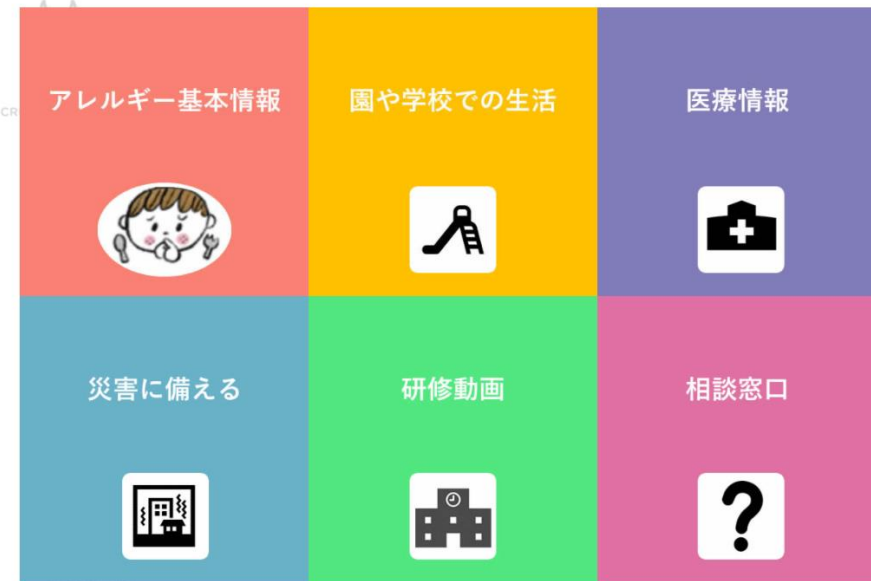 アレルギー基本情報
園や学校での生活
医療情報
CR
災害に備える
研修動画
相談窓口